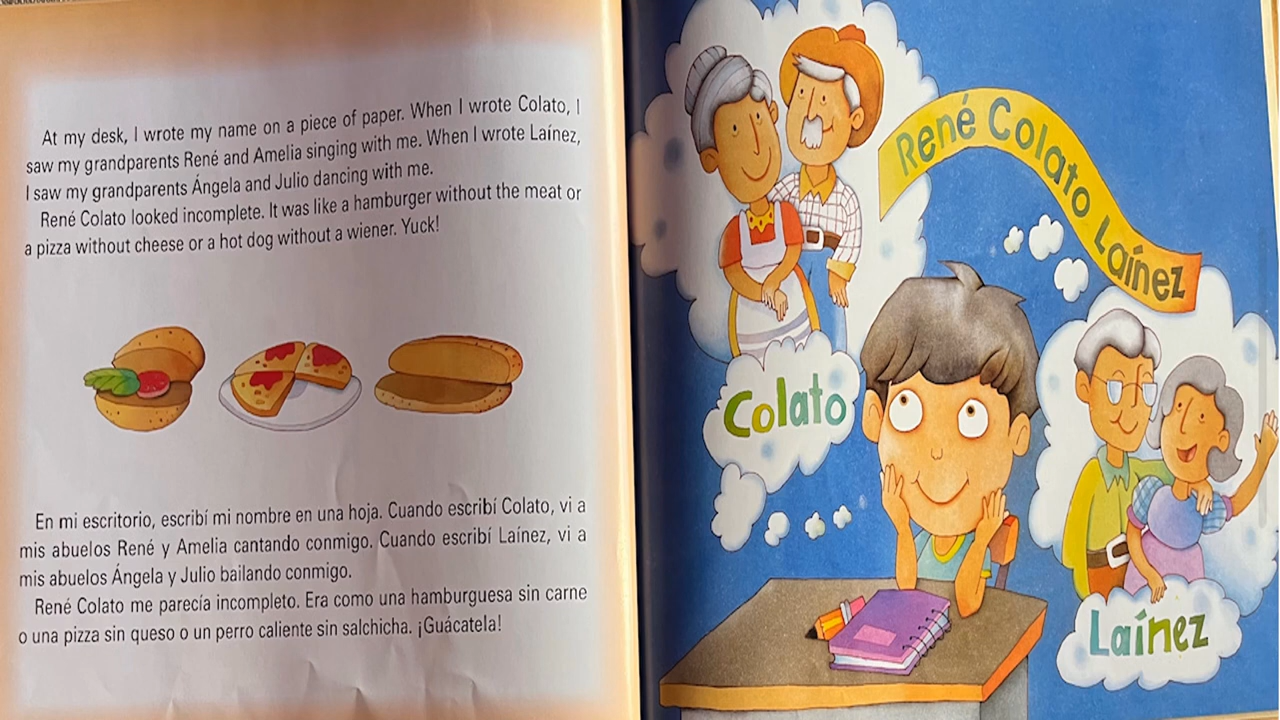 At my desk, I wrote my name on a piece of paper. When I wrote Colato, I
saw my grandparents René and Amelia singing with me. When I wrote Laínez,
I saw my grandparents Ángela and Julio dancing with me.
René Colato looked incomplete. It was like a hamburger without the meat or
a pizza without cheese or a hot dog without a wiener. Yuck!
En mi escritorio, escribí mi nombre en una hoja. Cuando escribí Colato, vi a
mis abuelos René y Amelia cantando conmigo. Cuando escribí Laínez, vi a
mis abuelos Ángela y Julio bailando conmigo.
René Colato me parecía incompleto. Era como una hamburguesa sin carne
o una pizza sin queso o un perro caliente sin salchicha. ¡Guácatela!
René Colato Laínez
Colato
Laínez